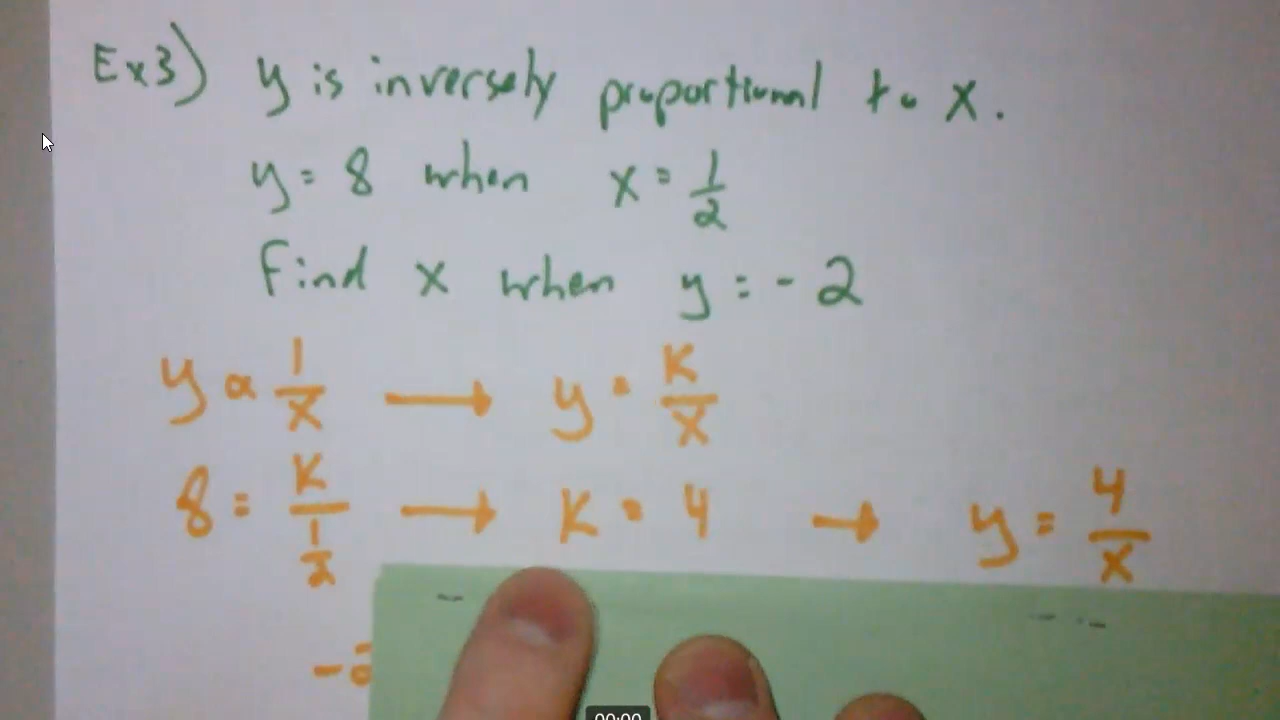 Ex3) y is inversely proportional to x.
y = 8 when x = 1/2
Find x when y = -2
y ∝ 1/x → y = K/x
8 = K/(1/2) → K = 4 → y = 4/x